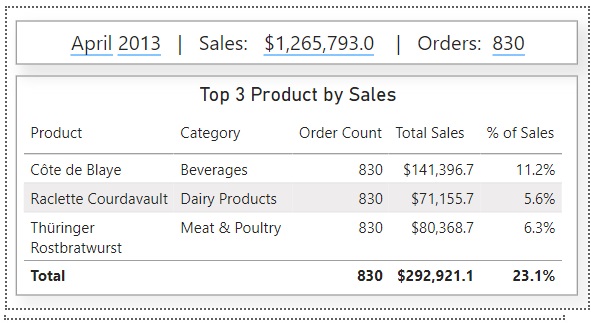 April 2013 | Sales: $1,265,793.0 | Orders: 830
Top 3 Product by Sales
Product Category Order Count Total Sales % of Sales
Côte de Blaye Beverages 830 $141,396.7 11.2%
Raclette Courdavault Dairy Products 830 $71,155.7 5.6%
Thüringer Meat & Poultry 830 $80,368.7 6.3%
Rostbratwurst
Total 830 $292,921.1 23.1%